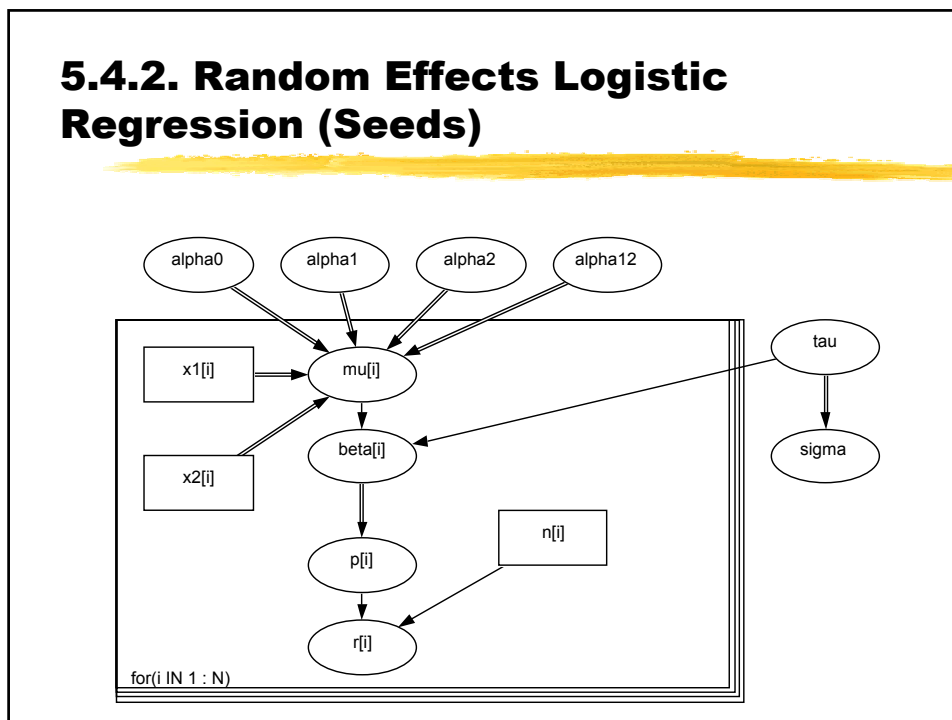 5.4.2. Random Effects Logistic
Regression (Seeds)
alpha0
alpha1
alpha2
alpha12
x1[i]
mu[i]
tau
x2[i]
beta[i]
sigma
n[i]
p[i]
r[i]
for(i IN 1 : N)